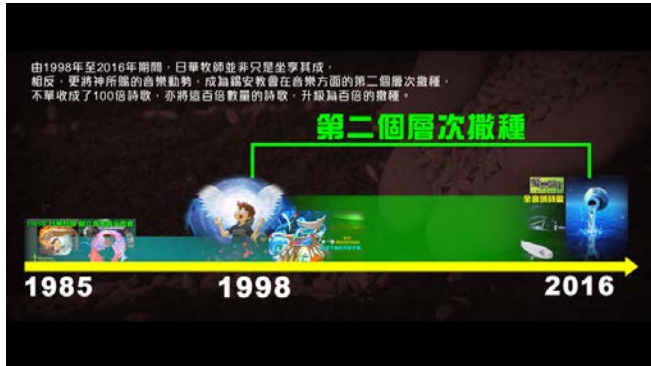 由1998年至2016年期間，日華牧師並非只是坐享其成，
相反，更將神所賜的音樂動勢，成為錫安教會在音樂方面的第二個層次撒種，
不單收成了100倍詩歌，亦將這百倍數量的詩歌，升級為百倍的撒種。
第二個層次撒種
1985
1998
2016